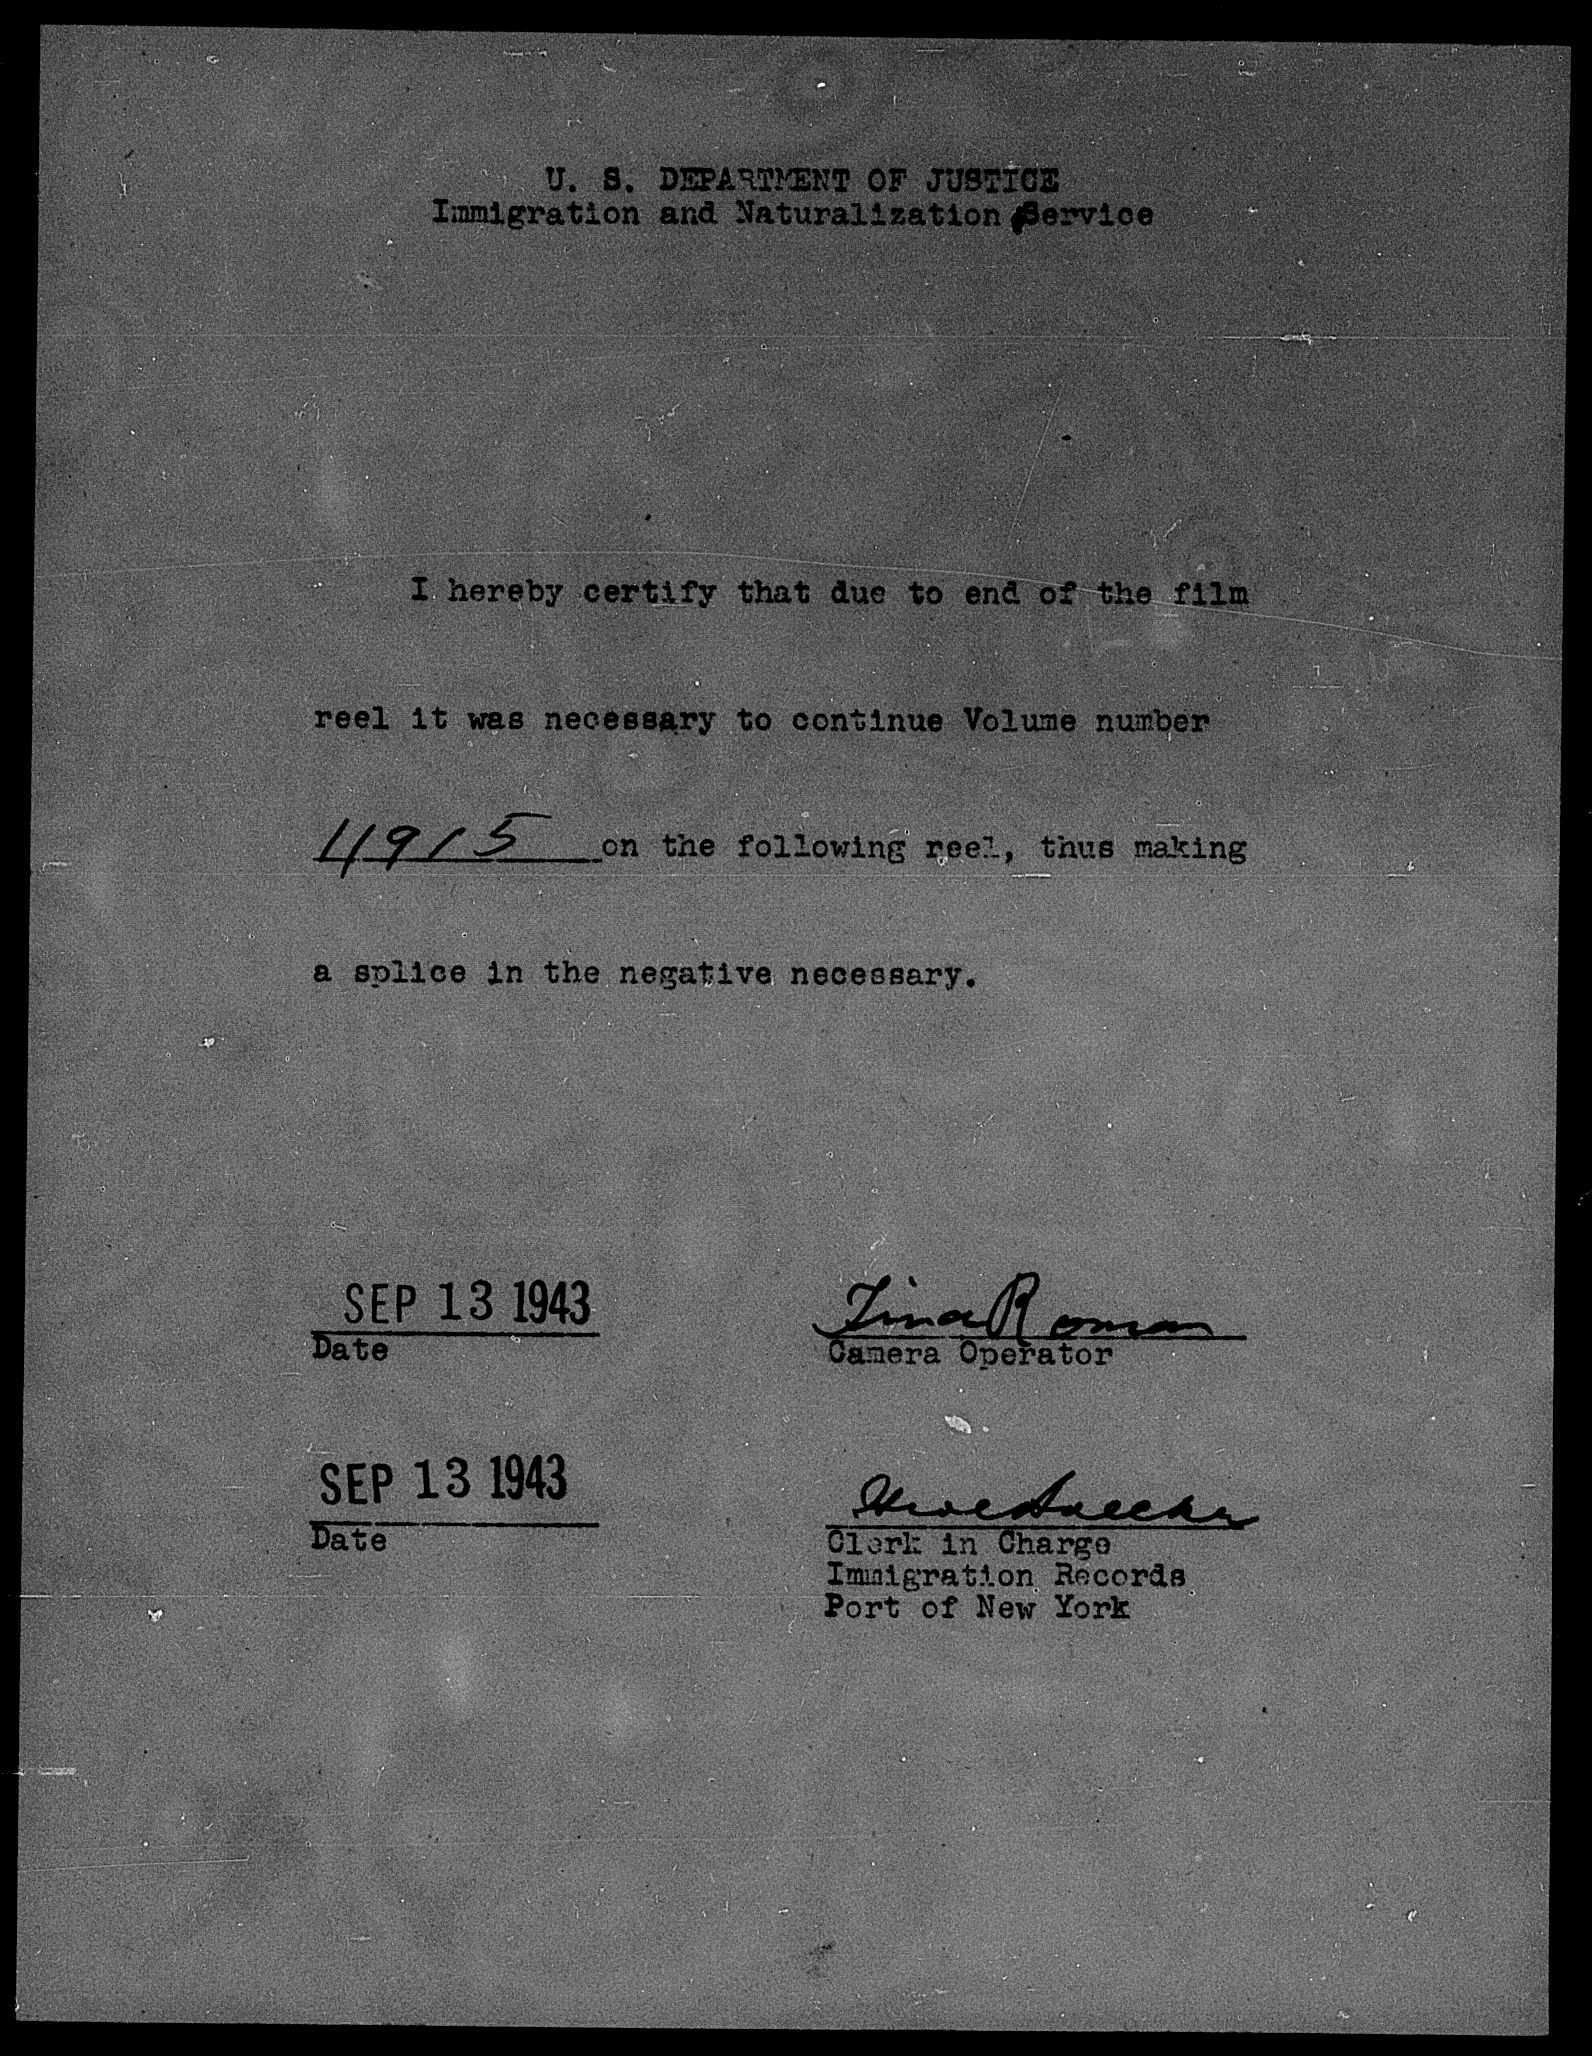 U. S. DEPARTMENT OF JUSTICE
Immigration and Naturalization Service
I hereby certify that due to end of the film
reel it was necessary to continue Volume number
4915 on the following reel, thus making
a splice in the negative necessary.
SEP 13 1943
Tina Roman
Date
Camera Operator
SEP 13 1943
Date
Clerk in Charge
Immigration Records
Port of New York